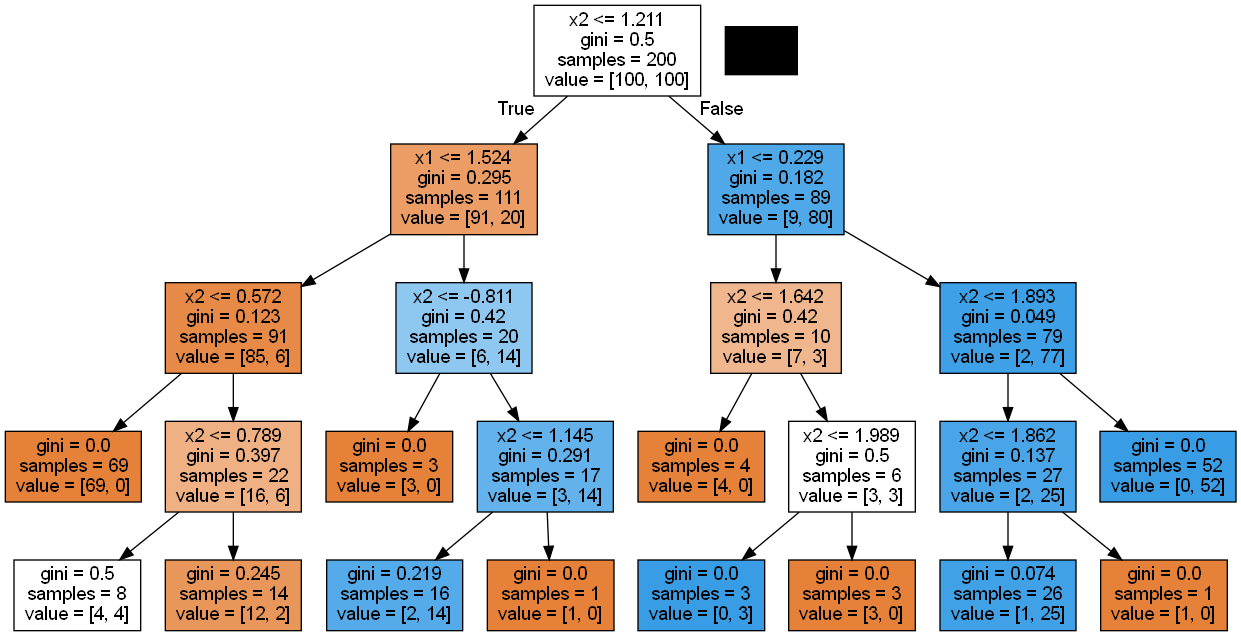 x2 <= 1.211
gini = 0.5
samples = 200
value = [100, 100]
True
False
x1 <= 1.524
gini = 0.295
samples = 111
value = [91, 20]
x1 <= 0.229
gini = 0.182
samples = 89
value = [9, 80]
x2 <= 0.572
gini = 0.123
samples = 91
value = [85, 6]
x2 <= -0.811
gini = 0.42
samples = 20
value = [6, 14]
x2 <= 1.642
gini = 0.42
samples = 10
value = [7, 3]
x2 <= 1.893
gini = 0.049
samples = 79
value = [2, 77]
gini = 0.0
samples = 69
value = [69, 0]
x2 <= 0.789
gini = 0.397
samples = 22
value = [16, 6]
gini = 0.0
samples = 3
value = [3, 0]
x2 <= 1.145
gini = 0.291
samples = 17
value = [3, 14]
gini = 0.0
samples = 4
value = [4, 0]
x2 <= 1.989
gini = 0.5
samples = 6
value = [3, 3]
x2 <= 1.862
gini = 0.137
samples = 27
value = [2, 25]
gini = 0.0
samples = 52
value = [0, 52]
gini = 0.5
samples = 8
value = [4, 4]
gini = 0.245
samples = 14
value = [12, 2]
gini = 0.219
samples = 16
value = [2, 14]
gini = 0.0
samples = 1
value = [1, 0]
gini = 0.0
samples = 3
value = [0, 3]
gini = 0.0
samples = 3
value = [3, 0]
gini = 0.074
samples = 26
value = [1, 25]
gini = 0.0
samples = 1
value = [1, 0]